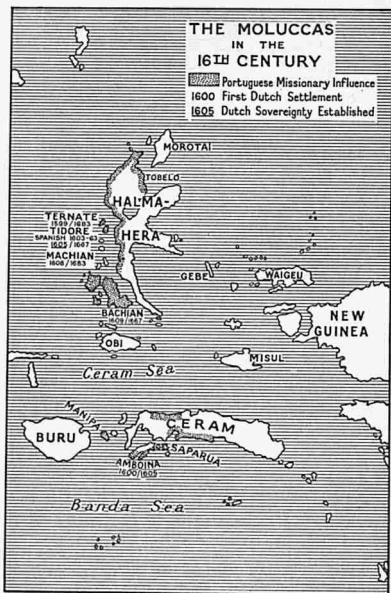 THE MOLUCCAS
IN THE
16TH CENTURY
Portuguese Missionary Influence
1600 First Dutch Settlement
1605 Dutch Sovereignty Established
MOROTAI
TOBELO
HALMA-
HERA
TERNATE
1599/1683
TIDORE
SPANISH 1603-63
1605/1667
MACHIAN
1608/1683
GEBE
WAIGEU
BACHIAN
1609/1667
NEW
GUINEA
OBI
MISUL
Ceram Sea
MANIPA
CERAM
BURU
SAPARUA
AMBOINA
1600/1605
Banda Sea